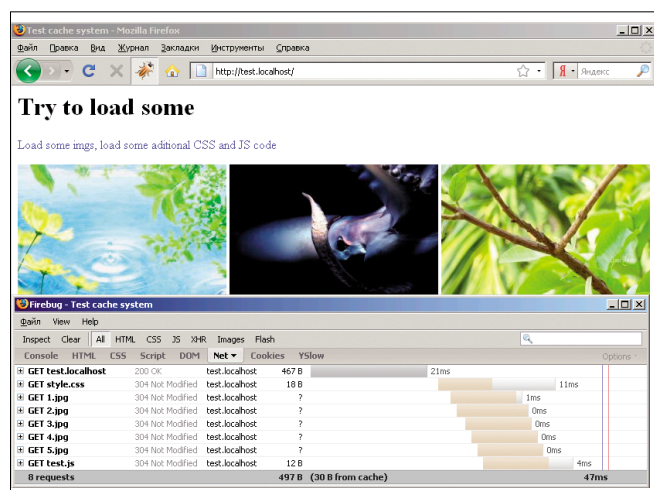 Test cache system - Mozilla Firefox
Файл Правка Вид Журнал Закладки Инструменты Справка
http://test.localhost/ Я Яндекс
Try to load some
Load some imgs, load some aditional CSS and JS code
Firebug - Test cache system
Файл View Help
Inspect Clear All HTML CSS JS XHR Images Flash
Console HTML CSS Script DOM Net Cookies YSlow Options
GET test.localhost 200 OK test.localhost 467 B 21ms
GET style.css 304 Not Modified test.localhost 18 B 11ms
GET 1.jpg 304 Not Modified test.localhost ? 1ms
GET 2.jpg 304 Not Modified test.localhost ? 0ms
GET 3.jpg 304 Not Modified test.localhost ? 0ms
GET 4.jpg 304 Not Modified test.localhost ? 0ms
GET 5.jpg 304 Not Modified test.localhost ? 0ms
GET test.js 304 Not Modified test.localhost 12 B 4ms
8 requests 497 B (30 B from cache) 47ms